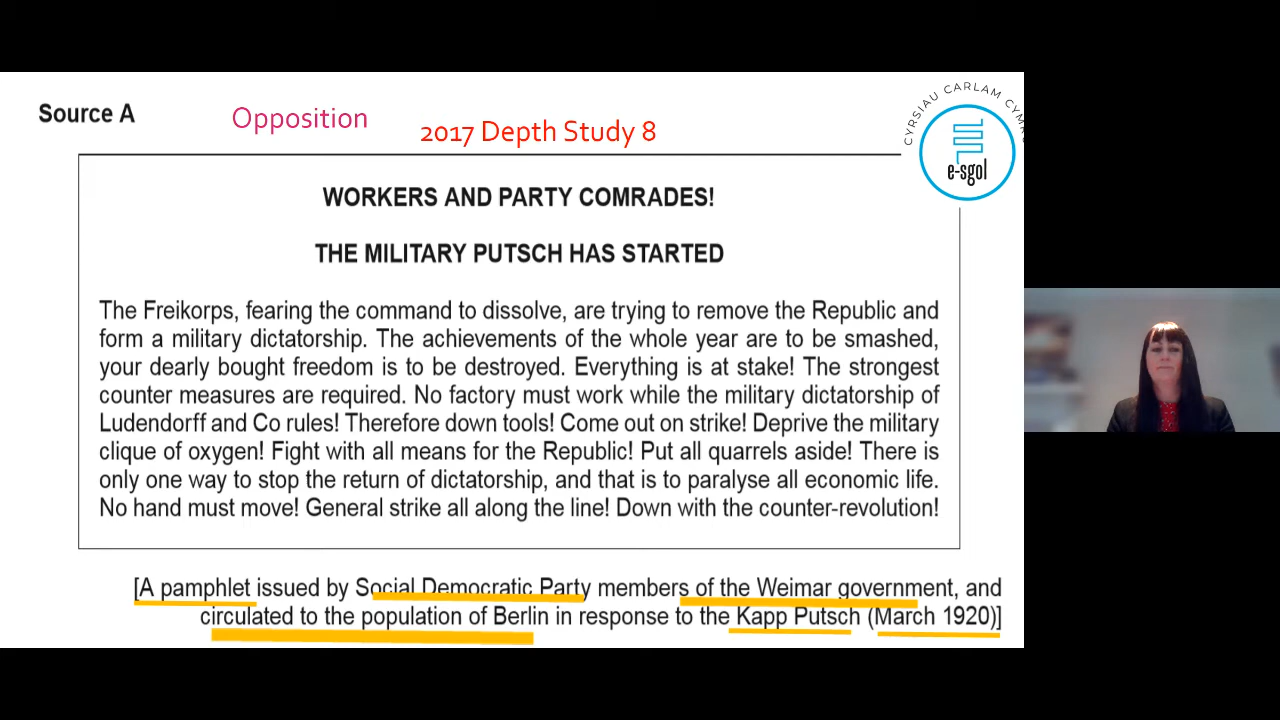 Source A
Opposition
2017 Depth Study 8
CYRSIAU CARLAM CYMR
e-sgol
WORKERS AND PARTY COMRADES!
THE MILITARY PUTSCH HAS STARTED
The Freikorps, fearing the command to dissolve, are trying to remove the Republic and
form a military dictatorship. The achievements of the whole year are to be smashed,
your dearly bought freedom is to be destroyed. Everything is at stake! The strongest
counter measures are required. No factory must work while the military dictatorship of
Ludendorff and Co rules! Therefore down tools! Come out on strike! Deprive the military
clique of oxygen! Fight with all means for the Republic! Put all quarrels aside! There is
only one way to stop the return of dictatorship, and that is to paralyse all economic life.
No hand must move! General strike all along the line! Down with the counter-revolution!
[A pamphlet issued by Social Democratic Party members of the Weimar government, and
circulated to the population of Berlin in response to the Kapp Putsch (March 1920)]